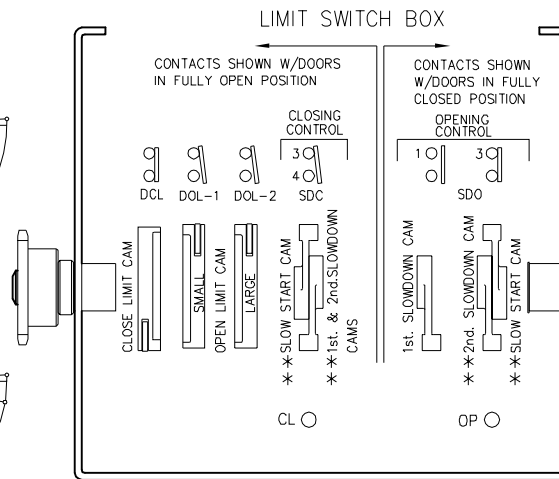 LIMIT SWITCH BOX
CONTACTS SHOWN W/DOORS
IN FULLY OPEN POSITION
CONTACTS SHOWN
W/DOORS IN FULLY
CLOSED POSITION
CLOSING
CONTROL
OPENING
CONTROL
3
4
1
3
DCL
DOL-1
DOL-2
SDC
SDO
CLOSE LIMIT CAM
SMALL
OPEN LIMIT CAM
LARGE
**SLOW START CAM
**1st. & 2nd.SLOWDOWN
CAMS
1st. SLOWDOWN CAM
**2nd. SLOWDOWN CAM
**SLOW START CAM
CL
OP